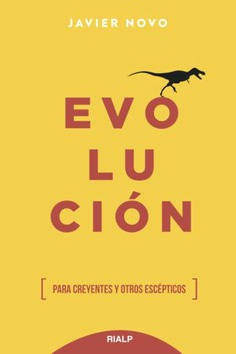 JAVIER NOVO
EVO
LU
CIÓN
[ PARA CREYENTES Y OTROS ESCÉPTICOS ]
RIALP